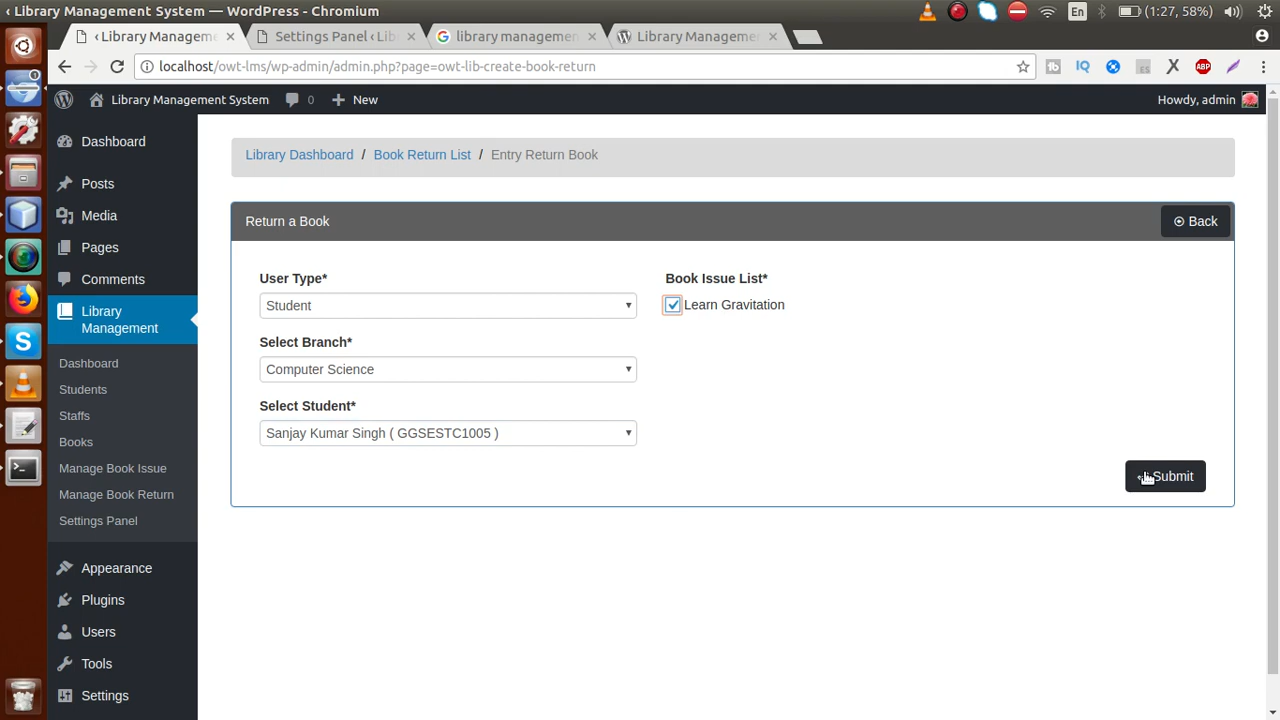 ‹ Library Management System — WordPress - Chromium
En
(1:27, 58%)
‹ Library Manageme
Settings Panel ‹ Lib
library managemen
Library Manageme
localhost/owt-lms/wp-admin/admin.php?page=owt-lib-create-book-return
IQ
ABP
Library Management System
0
New
Howdy, admin
Dashboard
Posts
Media
Pages
Comments
Library
Management
Dashboard
Students
Staffs
Books
Manage Book Issue
Manage Book Return
Settings Panel
Appearance
Plugins
Users
Tools
Settings
Library Dashboard / Book Return List / Entry Return Book
Return a Book
Back
User Type*
Student
Select Branch*
Computer Science
Select Student*
Sanjay Kumar Singh ( GGSESTC1005 )
Book Issue List*
Learn Gravitation
Submit